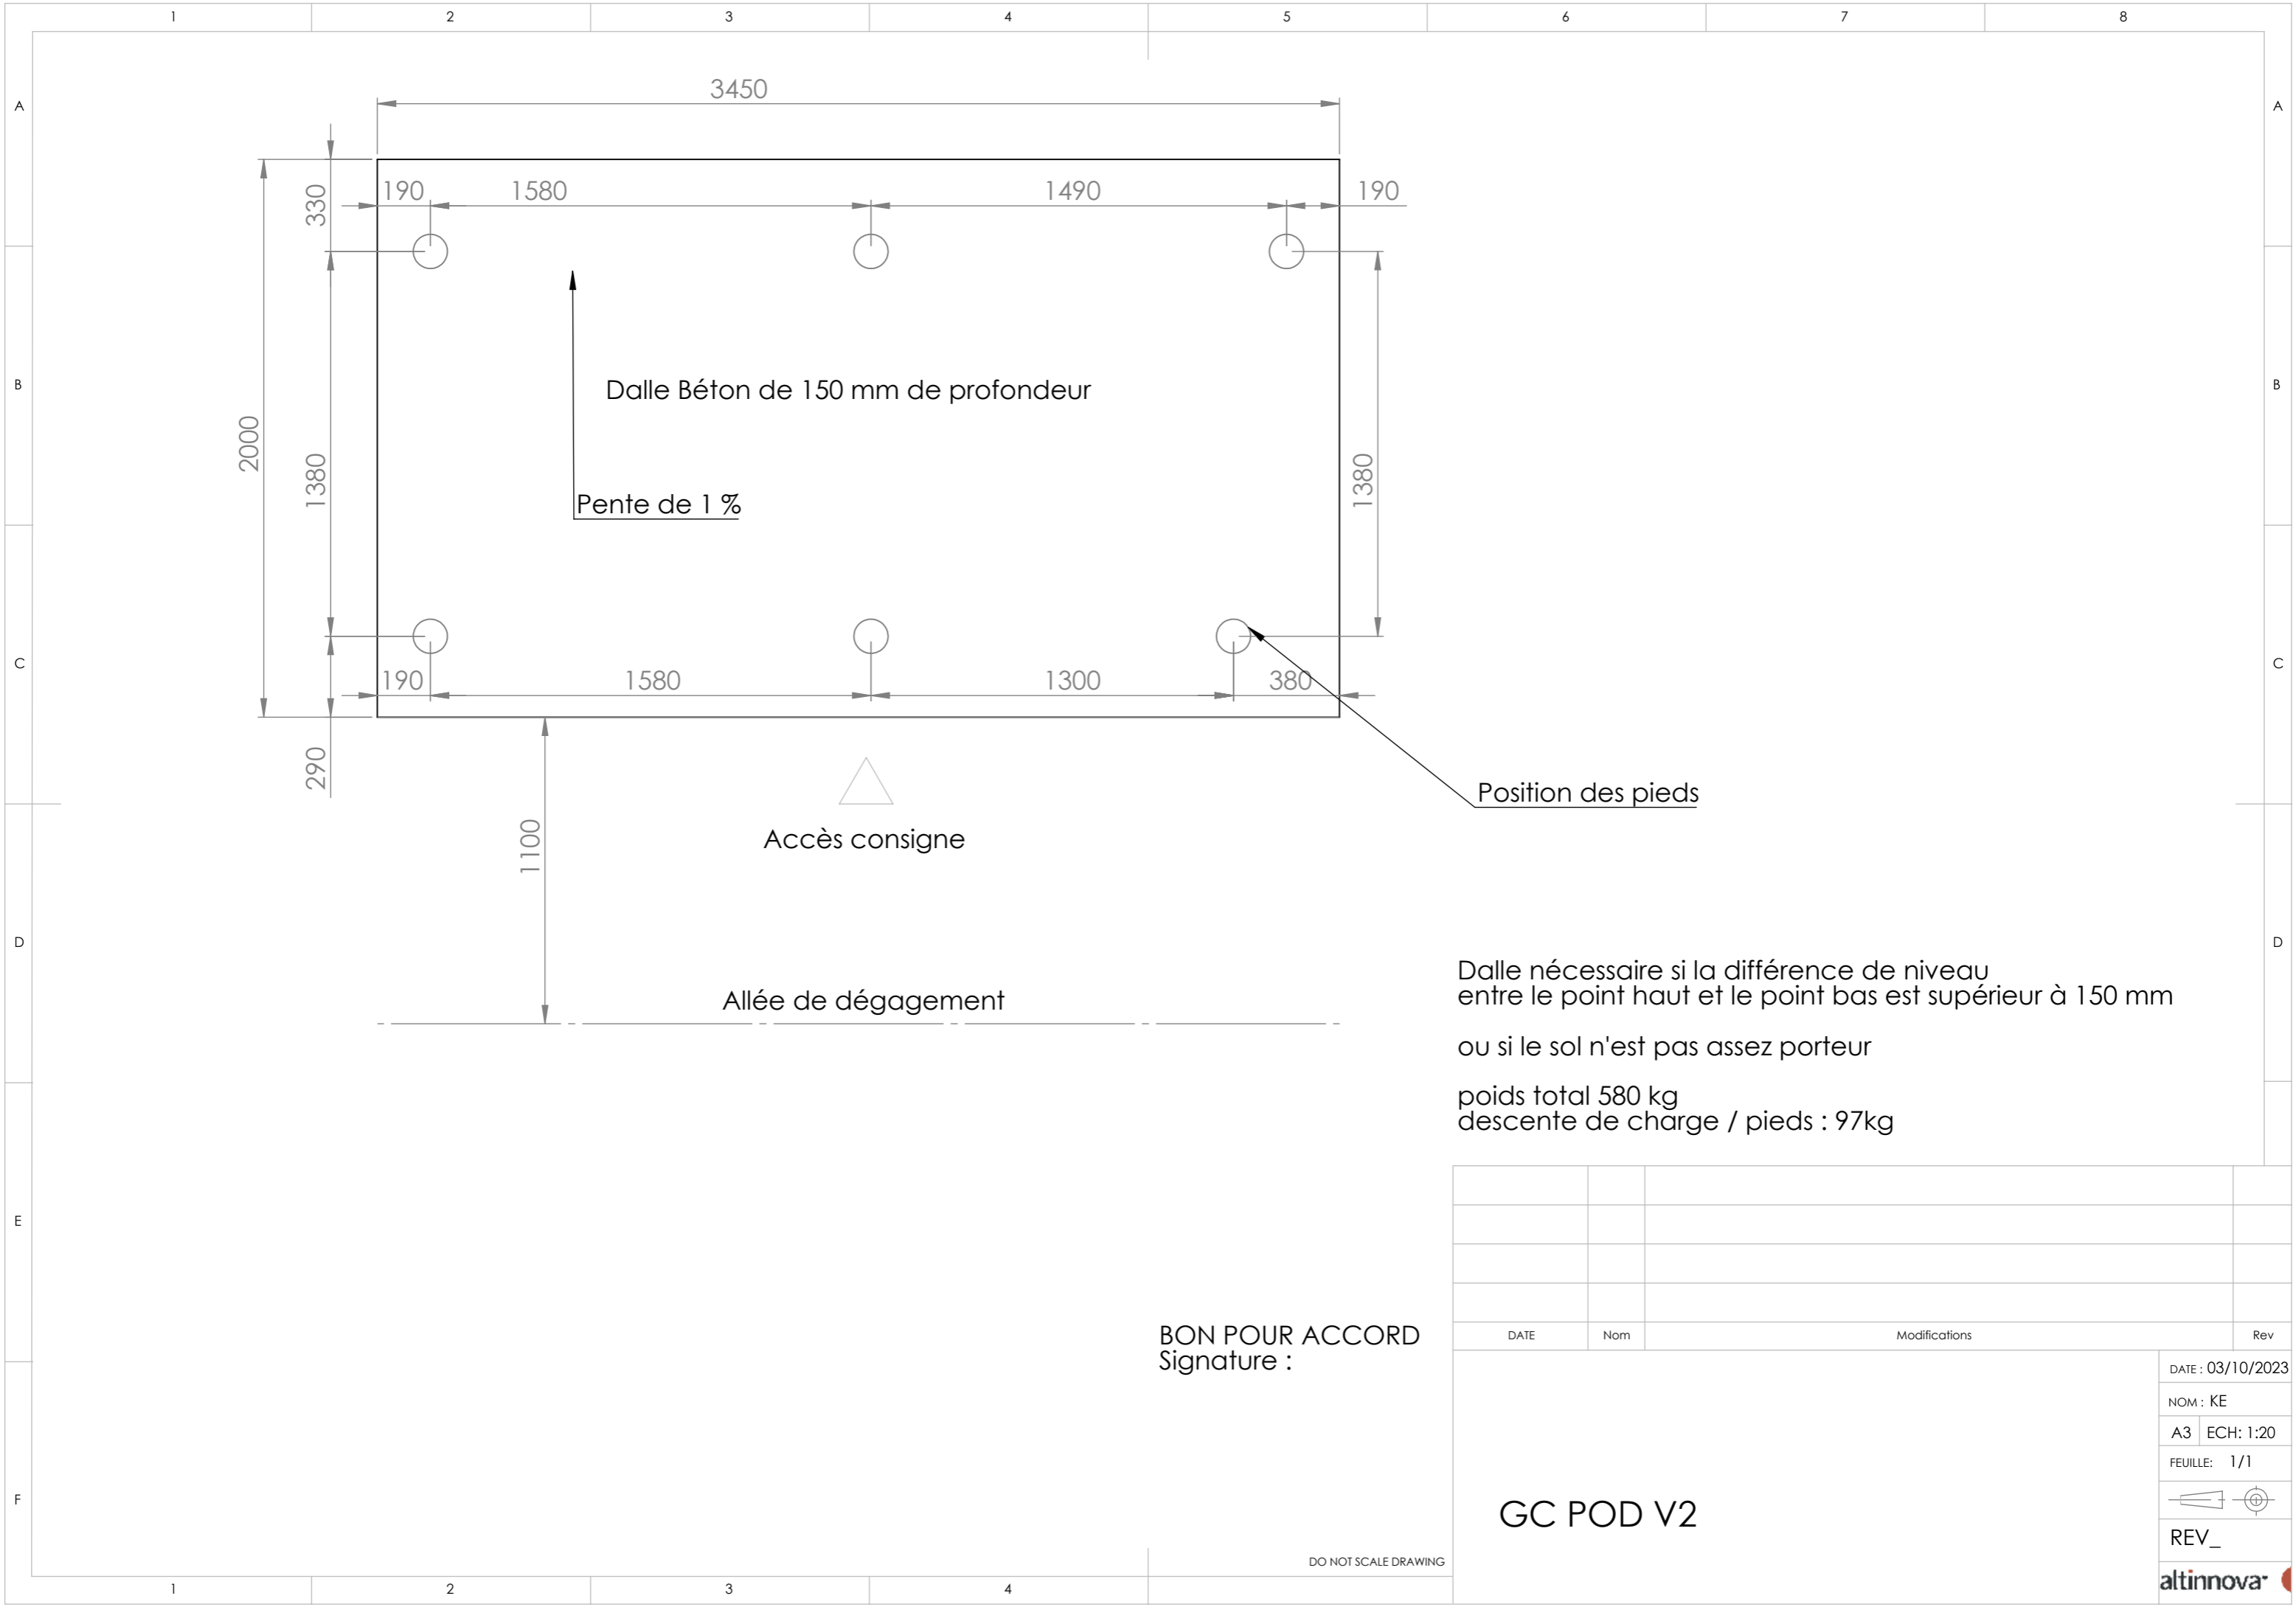 1 2 3 4 5 6 7 8
A A
3450
190 1580 1490 190
330
B B
Dalle Béton de 150 mm de profondeur
2000
1380 1380
Pente de 1 %
C C
190 1580 1300 380
290
Position des pieds
1100
Accès consigne
D D
Dalle nécessaire si la différence de niveau
entre le point haut et le point bas est supérieur à 150 mm
Allée de dégagement
ou si le sol n'est pas assez porteur
poids total 580 kg
descente de charge / pieds : 97kg
E
BON POUR ACCORD
Signature :
DATE Nom Modifications Rev
DATE : 03/10/2023
NOM : KE
A3 ECH: 1:20
FEUILLE: 1/1
F
GC POD V2
REV_
DO NOT SCALE DRAWING
altinnova
1 2 3 4